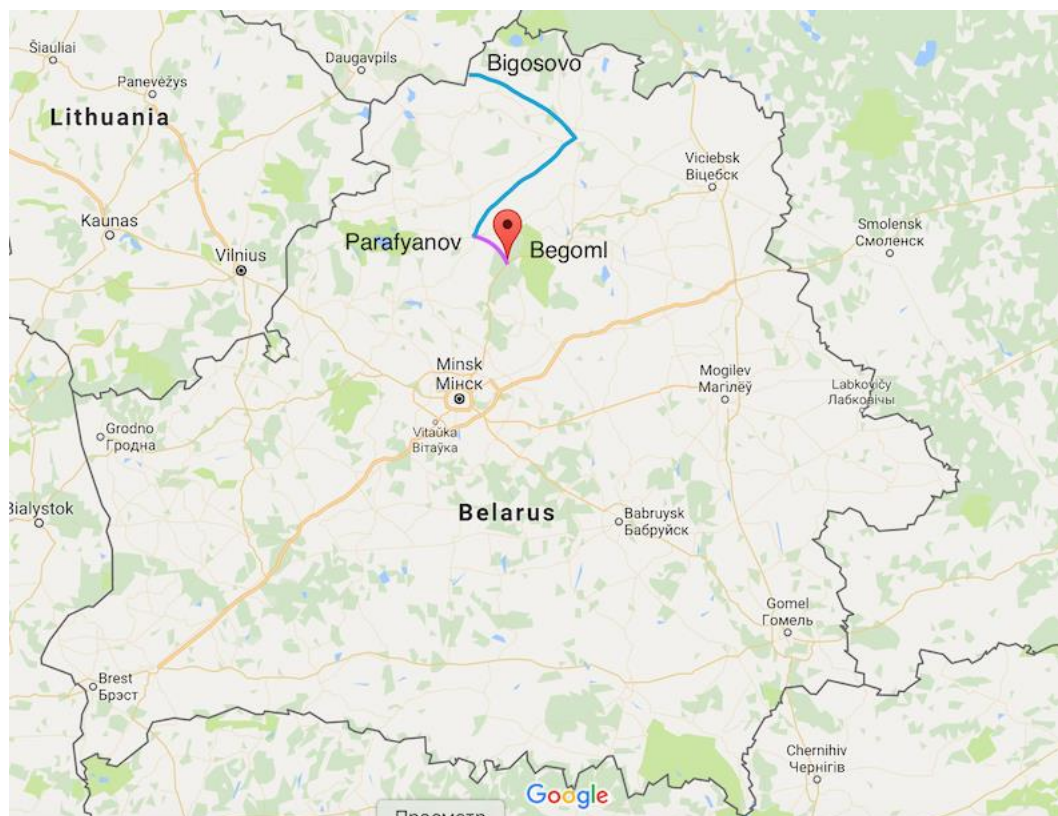 Šiauliai
Daugavpils
Bigosovo
Panevėžys
Lithuania
Viciebsk
Віцебск
Kaunas
Smolensk
Смоленск
Parafyanov
Begoml
Vilnius
Minsk
Мінск
Mogilev
Магілёў
Labkovičy
Лабковічы
Grodno
Гродна
Vitaŭka
Вітаўка
Bialystok
Belarus
Babruysk
Бабруйск
Gomel
Гомель
Brest
Брэст
Chernihiv
Чернігів
Google
Просмотр